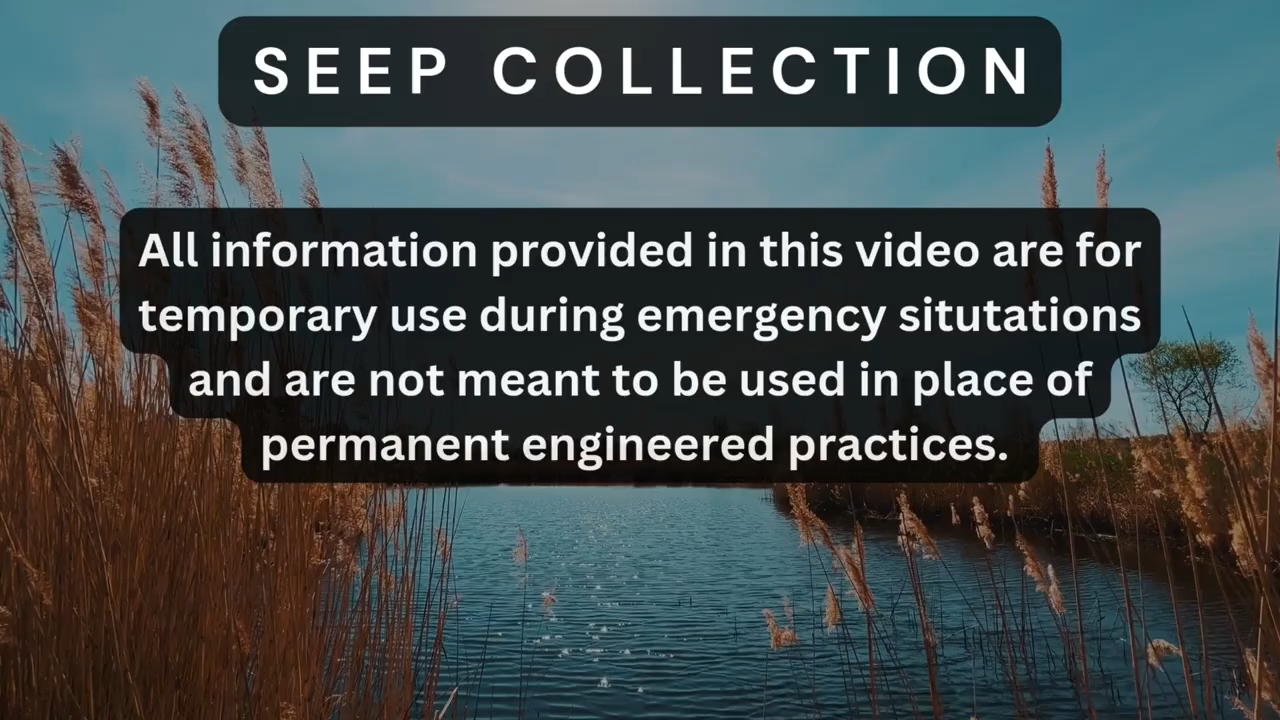 SEEP COLLECTION
All information provided in this video are for
temporary use during emergency situtations
and are not meant to be used in place of
permanent engineered practices.